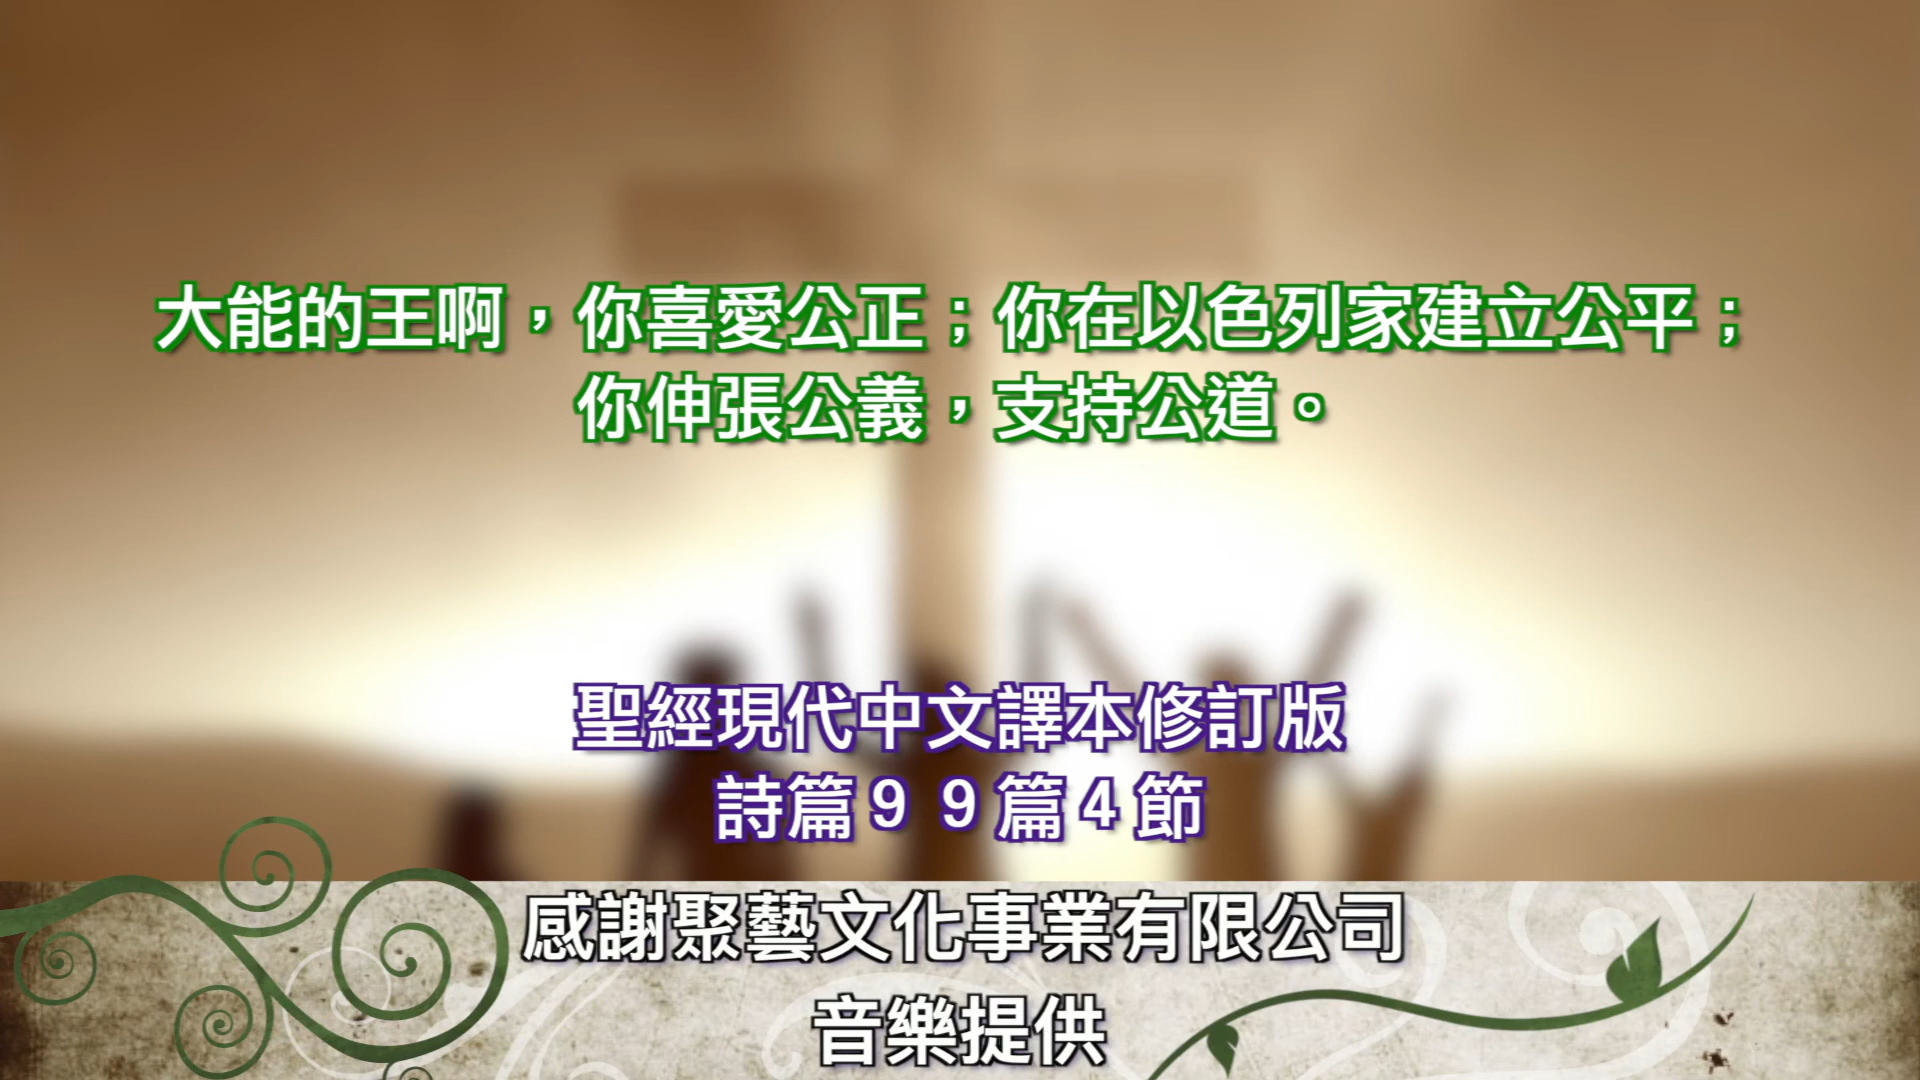 大能的王啊，你喜愛公正；你在以色列家建立公平；
你伸張公義，支持公道。
聖經現代中文譯本修訂版
詩篇９９篇４節
感謝聚藝文化事業有限公司
音樂提供